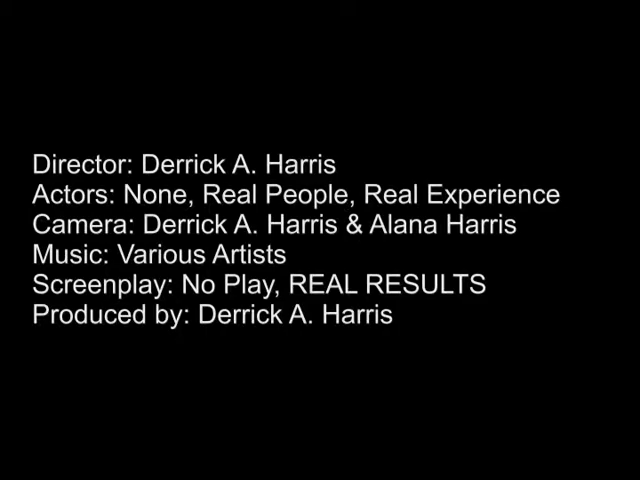 Director: Derrick A. Harris
Actors: None, Real People, Real Experience
Camera: Derrick A. Harris & Alana Harris
Music: Various Artists
Screenplay: No Play, REAL RESULTS
Produced by: Derrick A. Harris